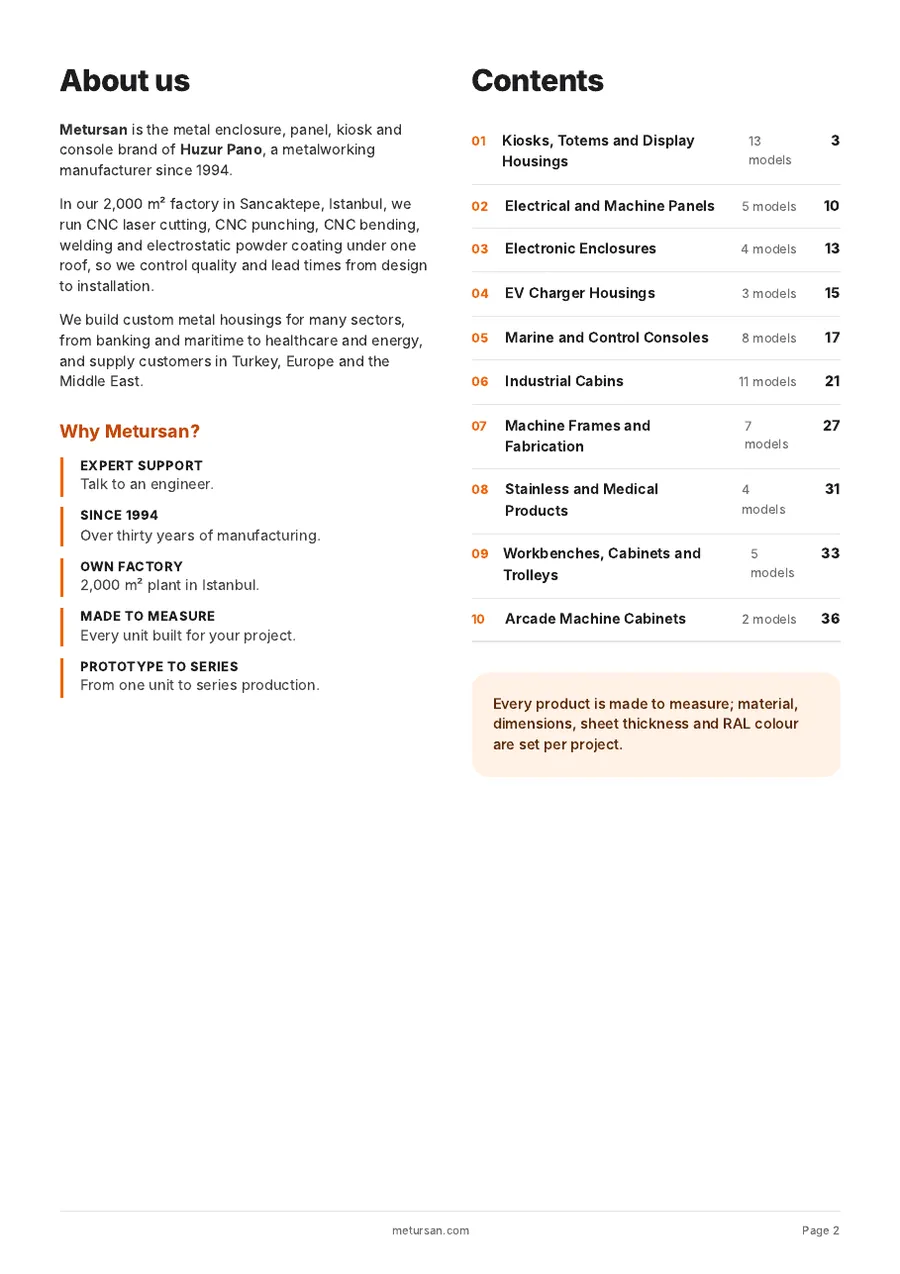 About us
Metursan is the metal enclosure, panel, kiosk and
console brand of Huzur Pano, a metalworking
manufacturer since 1994.
In our 2,000 m² factory in Sancaktepe, Istanbul, we
run CNC laser cutting, CNC punching, CNC bending,
welding and electrostatic powder coating under one
roof, so we control quality and lead times from design
to installation.
We build custom metal housings for many sectors,
from banking and maritime to healthcare and energy,
and supply customers in Turkey, Europe and the
Middle East.
Why Metursan?
EXPERT SUPPORT
Talk to an engineer.
SINCE 1994
Over thirty years of manufacturing.
OWN FACTORY
2,000 m² plant in Istanbul.
MADE TO MEASURE
Every unit built for your project.
PROTOTYPE TO SERIES
From one unit to series production.
Contents
01 Kiosks, Totems and Display 13 3
Housings models
02 Electrical and Machine Panels 5 models 10
03 Electronic Enclosures 4 models 13
04 EV Charger Housings 3 models 15
05 Marine and Control Consoles 8 models 17
06 Industrial Cabins 11 models 21
07 Machine Frames and 7 27
Fabrication models
08 Stainless and Medical 4 31
Products models
09 Workbenches, Cabinets and 5 33
Trolleys models
10 Arcade Machine Cabinets 2 models 36
Every product is made to measure; material,
dimensions, sheet thickness and RAL colour
are set per project.
metursan.com Page 2